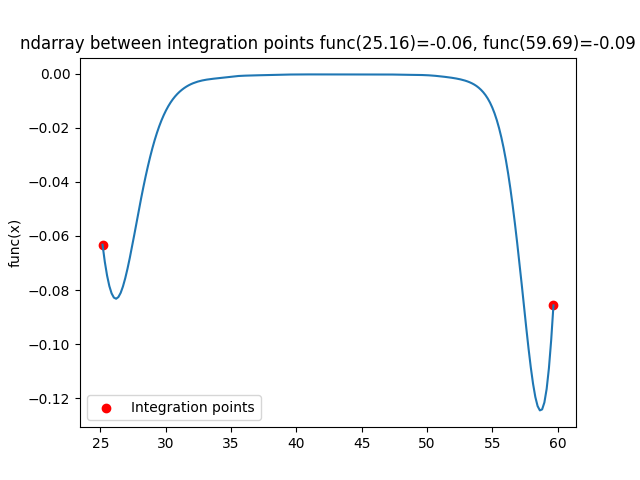 ndarray between integration points func(25.16)=-0.06, func(59.69)=-0.09
0.00
−0.02
−0.04
−0.06
−0.08
−0.10
−0.12
func(x)
Integration points
25 30 35 40 45 50 55 60